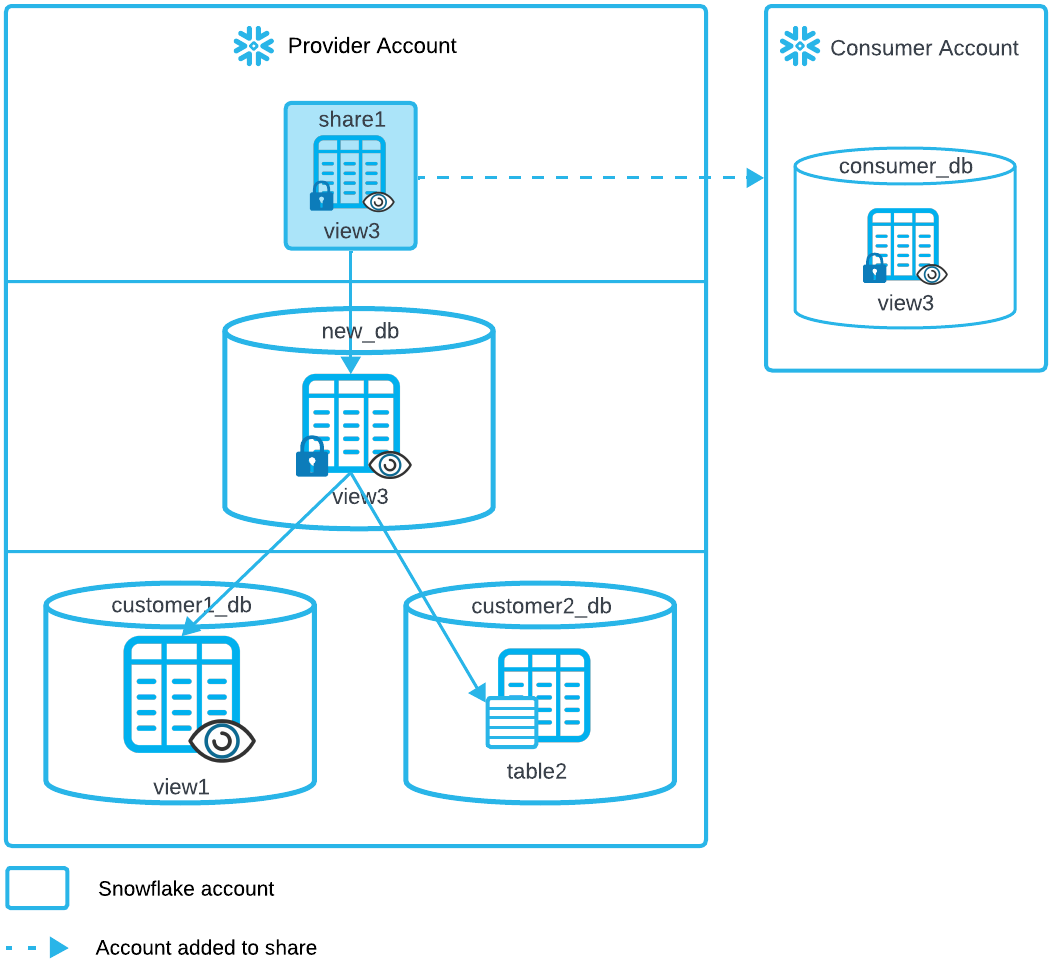 Provider Account
Consumer Account
share1
view3
consumer_db
view3
new_db
view3
customer1_db
customer2_db
view1
table2
Snowflake account
Account added to share